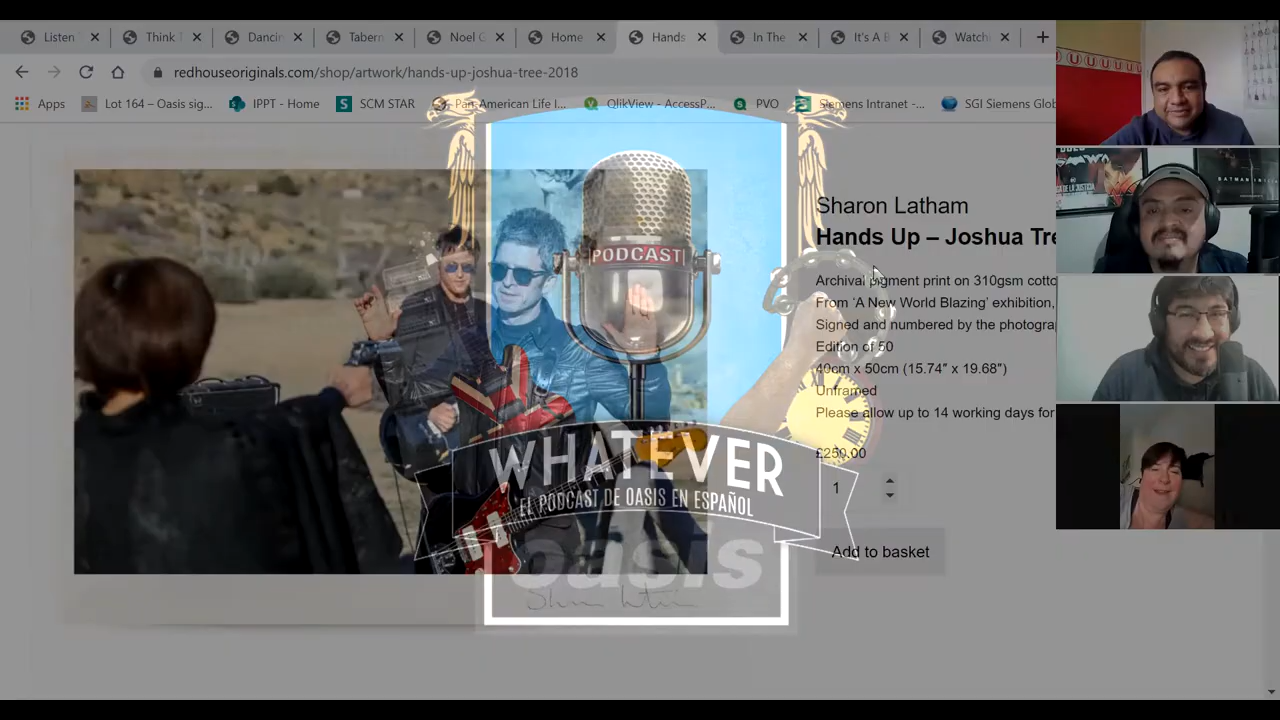 Listen
Think
Dancin
Tabern
Noel G
Home
Hands
In The
It's A B
Watch
redhouseoriginals.com/shop/artwork/hands-up-joshua-tree-2018
Apps
Lot 164 – Oasis sig...
IPPT - Home
SCM STAR
Pan-American Life I...
QlikView - AccessP...
PVO
Siemens Intranet -...
SGI Siemens Glob
Sharon Latham
Hands Up – Joshua Tre
Archival pigment print on 310gsm cotto
From 'A New World Blazing' exhibition,
Signed and numbered by the photogra
Edition of 50
40cm x 50cm (15.74" x 19.68")
Unframed
Please allow up to 14 working days for
£250.00
1
Add to basket
PODCAST
WHATEVER
EL PODCAST DE OASIS EN ESPAÑOL
oasis
DE LA JUSTICIA
BATMAN